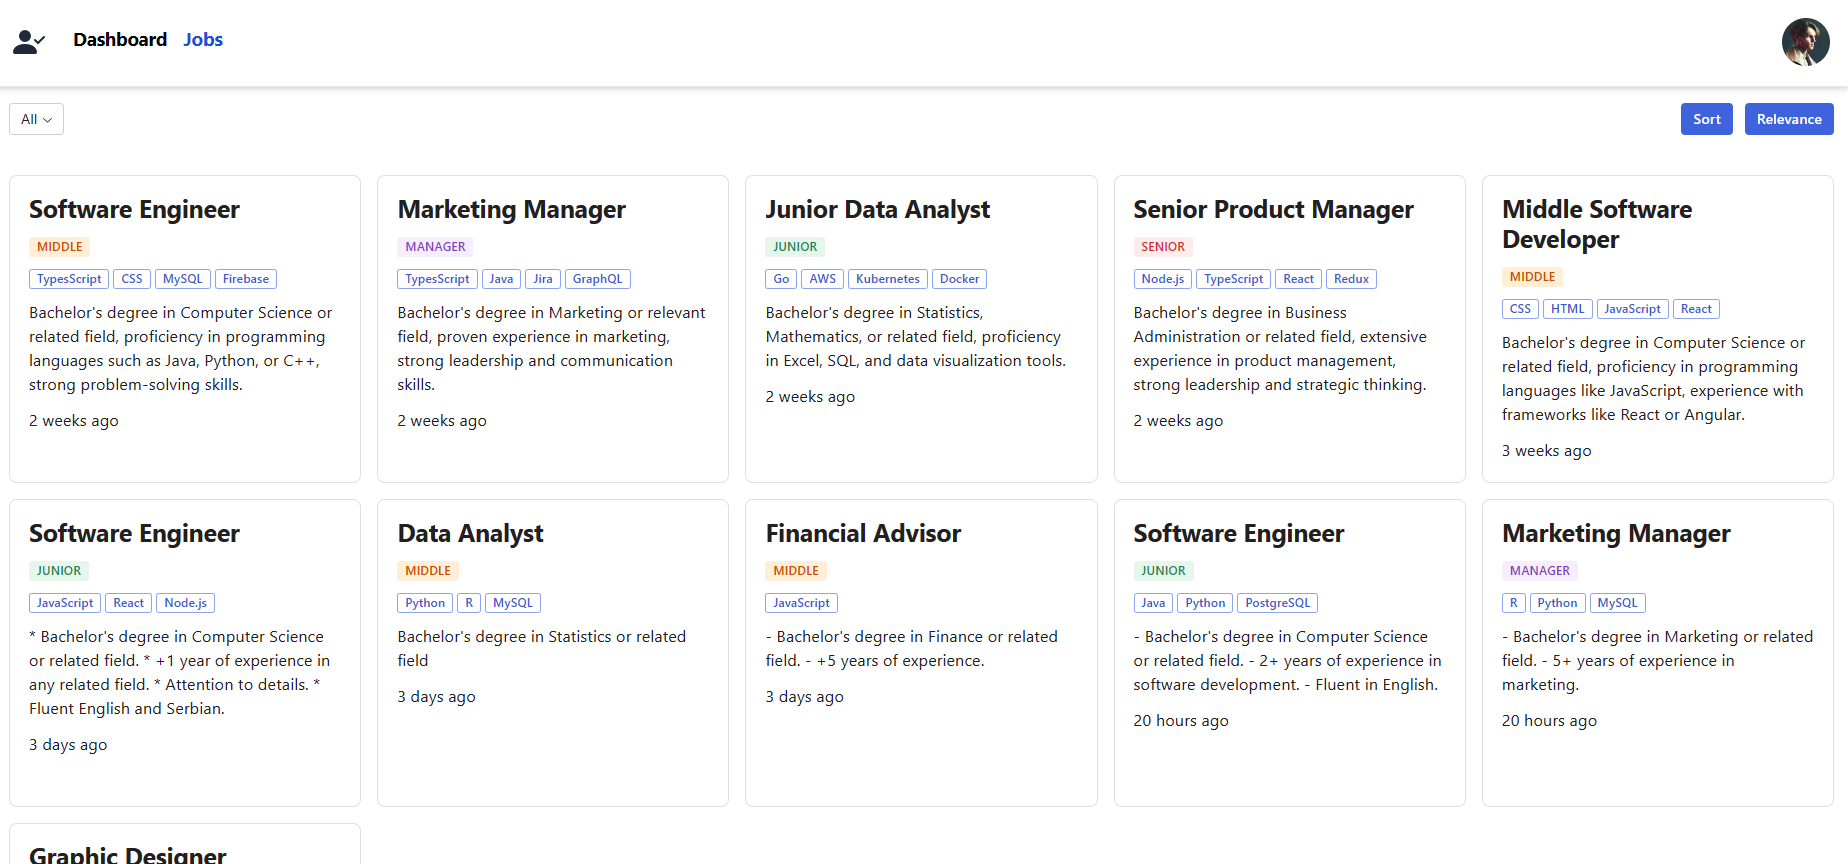 Dashboard Jobs
All
Sort Relevance
Software Engineer
MIDDLE
TypesScript CSS MySQL Firebase
Bachelor's degree in Computer Science or
related field, proficiency in programming
languages such as Java, Python, or C++,
strong problem-solving skills.
2 weeks ago
Marketing Manager
MANAGER
TypesScript Java Jira GraphQL
Bachelor's degree in Marketing or relevant
field, proven experience in marketing,
strong leadership and communication
skills.
2 weeks ago
Junior Data Analyst
JUNIOR
Go AWS Kubernetes Docker
Bachelor's degree in Statistics,
Mathematics, or related field, proficiency
in Excel, SQL, and data visualization tools.
2 weeks ago
Senior Product Manager
SENIOR
Node.js TypeScript React Redux
Bachelor's degree in Business
Administration or related field, extensive
experience in product management,
strong leadership and strategic thinking.
2 weeks ago
Middle Software
Developer
MIDDLE
CSS HTML JavaScript React
Bachelor's degree in Computer Science or
related field, proficiency in programming
languages like JavaScript, experience with
frameworks like React or Angular.
3 weeks ago
Software Engineer
JUNIOR
JavaScript React Node.js
* Bachelor's degree in Computer Science
or related field. * +1 year of experience in
any related field. * Attention to details. *
Fluent English and Serbian.
3 days ago
Data Analyst
MIDDLE
Python R MySQL
Bachelor's degree in Statistics or related
field
3 days ago
Financial Advisor
MIDDLE
JavaScript
- Bachelor's degree in Finance or related
field. - +5 years of experience.
3 days ago
Software Engineer
JUNIOR
Java Python PostgreSQL
- Bachelor's degree in Computer Science
or related field. - 2+ years of experience in
software development. - Fluent in English.
20 hours ago
Marketing Manager
MANAGER
R Python MySQL
- Bachelor's degree in Marketing or related
field. - 5+ years of experience in
marketing.
20 hours ago
Graphic Designer